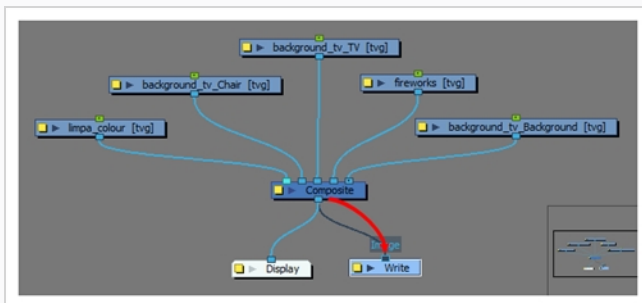 background_tv_TV [tvg]
background_tv_Chair [tvg]
fireworks [tvg]
limpa_colour [tvg]
background_tv_Background [tvg]
Composite
Image
Display
Write